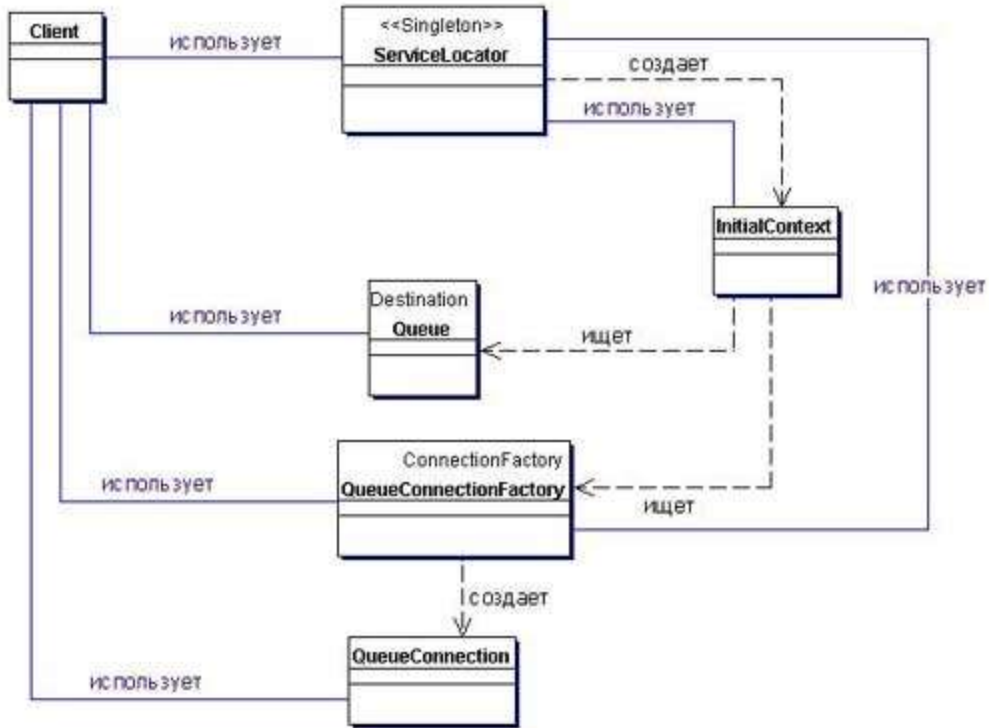 Client
использует
<<Singleton>>
ServiceLocator
создает
использует
InitialContext
использует
Destination
Queue
использует
ищет
ConnectionFactory
QueueConnectionFactory
использует
ищет
создает
QueueConnection
использует